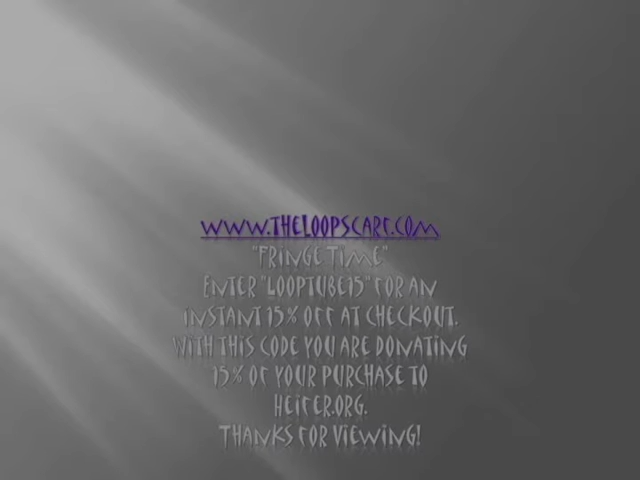 www.theloopscarf.com
"Fringe Time"
Enter "LoopTube15" for an
instant 15% off at checkout.
With this code you are donating
15% of your purchase to
Heifer.org.
Thanks for viewing!